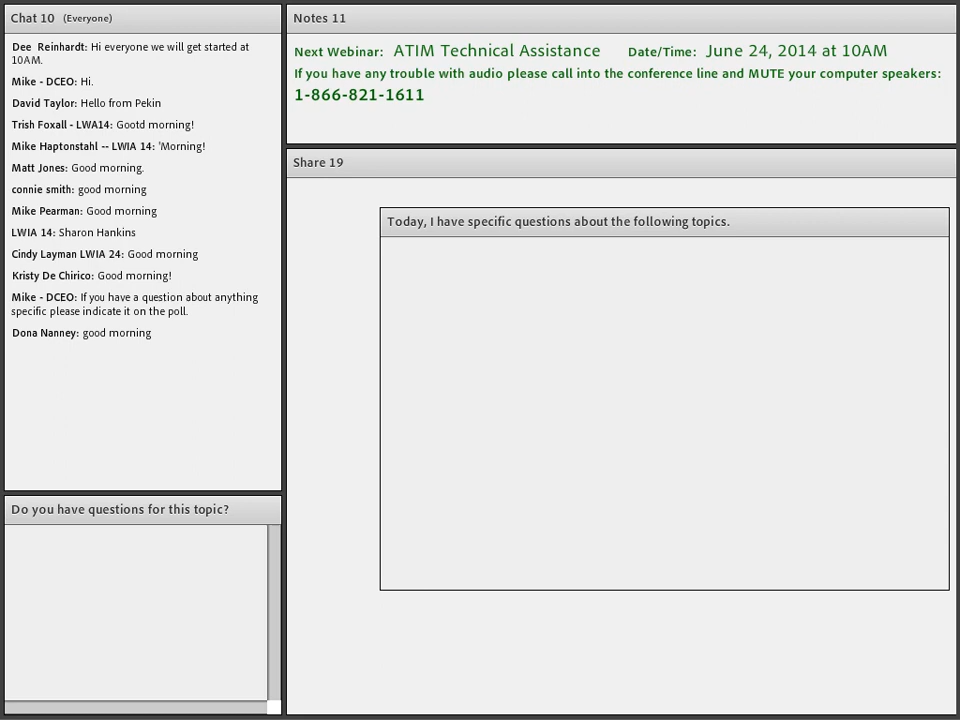 Chat 10 (Everyone)
Dee Reinhardt: Hi everyone we will get started at
10AM.
Mike - DCEO: Hi.
David Taylor: Hello from Pekin
Trish Foxall - LWA14: Gootd morning!
Mike Haptonstahl -- LWIA 14: 'Morning!
Matt Jones: Good morning.
connie smith: good morning
Mike Pearman: Good morning
LWIA 14: Sharon Hankins
Cindy Layman LWIA 24: Good morning
Kristy De Chirico: Good morning!
Mike - DCEO: If you have a question about anything
specific please indicate it on the poll.
Dona Nanney: good morning
Do you have questions for this topic?
Notes 11
Next Webinar: ATIM Technical Assistance Date/Time: June 24, 2014 at 10AM
If you have any trouble with audio please call into the conference line and MUTE your computer speakers:
1-866-821-1611
Share 19
Today, I have specific questions about the following topics.